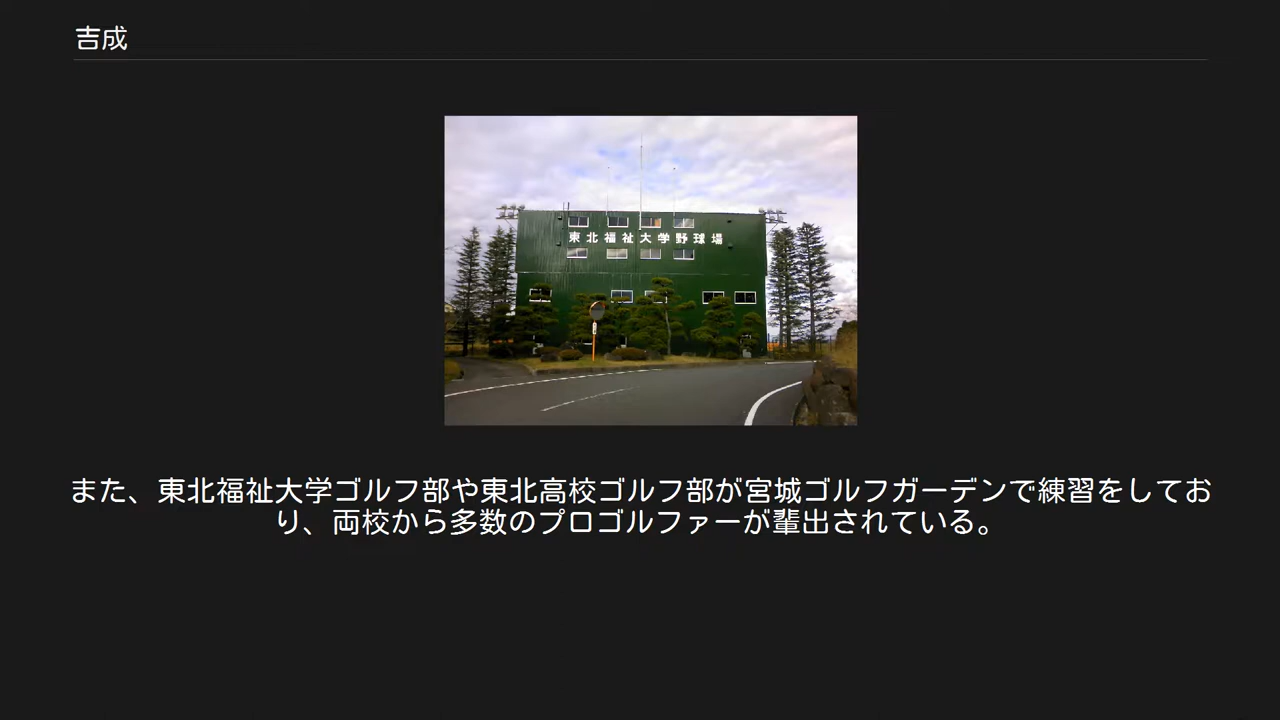 吉成
東北福祉大学野球場
また、東北福祉大学ゴルフ部や東北高校ゴルフ部が宮城ゴルフガーデンで練習をしてお
り、両校から多数のプロゴルファーが輩出されている。